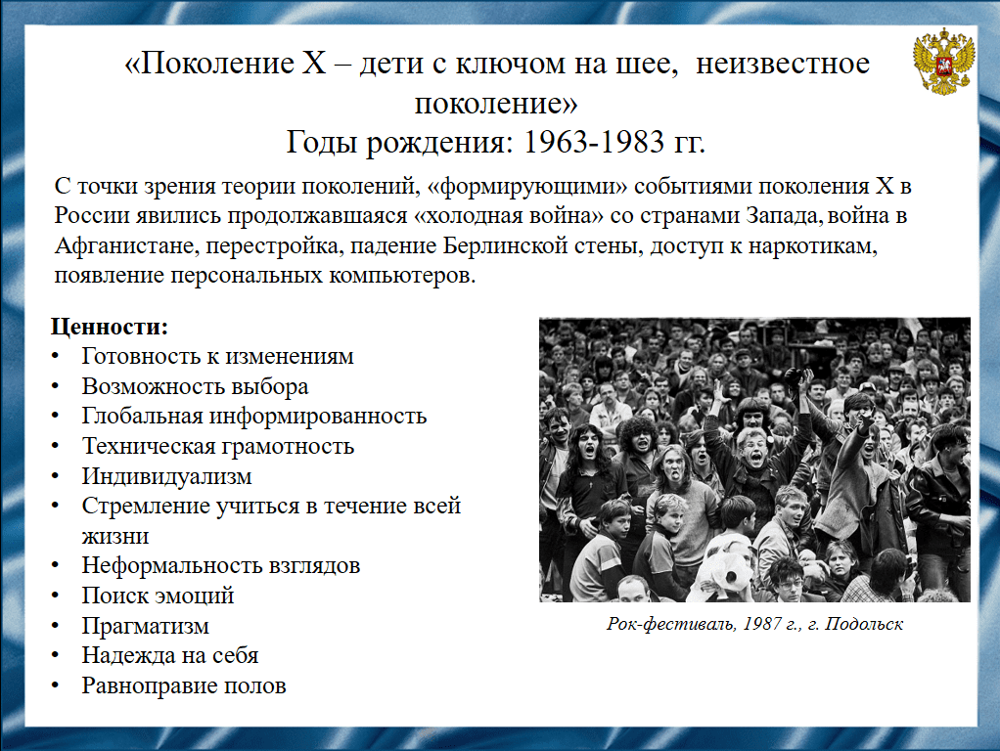 «Поколение X – дети с ключом на шее,  неизвестное
поколение»
Годы рождения: 1963-1983 гг.
С точки зрения теории поколений, «формирующими» событиями поколения X в
России явились продолжавшаяся «холодная война» со странами Запада, война в
Афганистане, перестройка, падение Берлинской стены, доступ к наркотикам,
появление персональных компьютеров.
Ценности:
• Готовность к изменениям
• Возможность выбора
• Глобальная информированность
• Техническая грамотность
• Индивидуализм
• Стремление учиться в течение всей
жизни
• Неформальность взглядов
• Поиск эмоций
• Прагматизм
• Надежда на себя
• Равноправие полов
Рок-фестиваль, 1987 г., г. Подольск